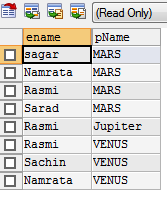 (Read Only)
ename pName
sagar MARS
Namrata MARS
Rasmi MARS
Sarad MARS
Rasmi Jupiter
Rasmi VENUS
Sachin VENUS
Namrata VENUS